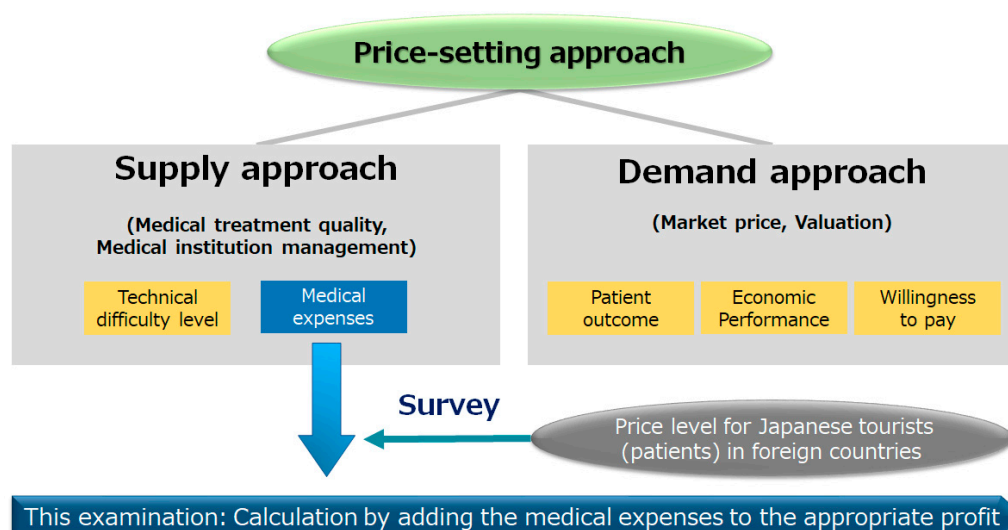 Price-setting approach
Supply approach
(Medical treatment quality,
Medical institution management)
Technical
difficulty level
Medical
expenses
Demand approach
(Market price, Valuation)
Patient
outcome
Economic
Performance
Willingness
to pay
Survey
Price level for Japanese tourists
(patients) in foreign countries
This examination: Calculation by adding the medical expenses to the appropriate profit